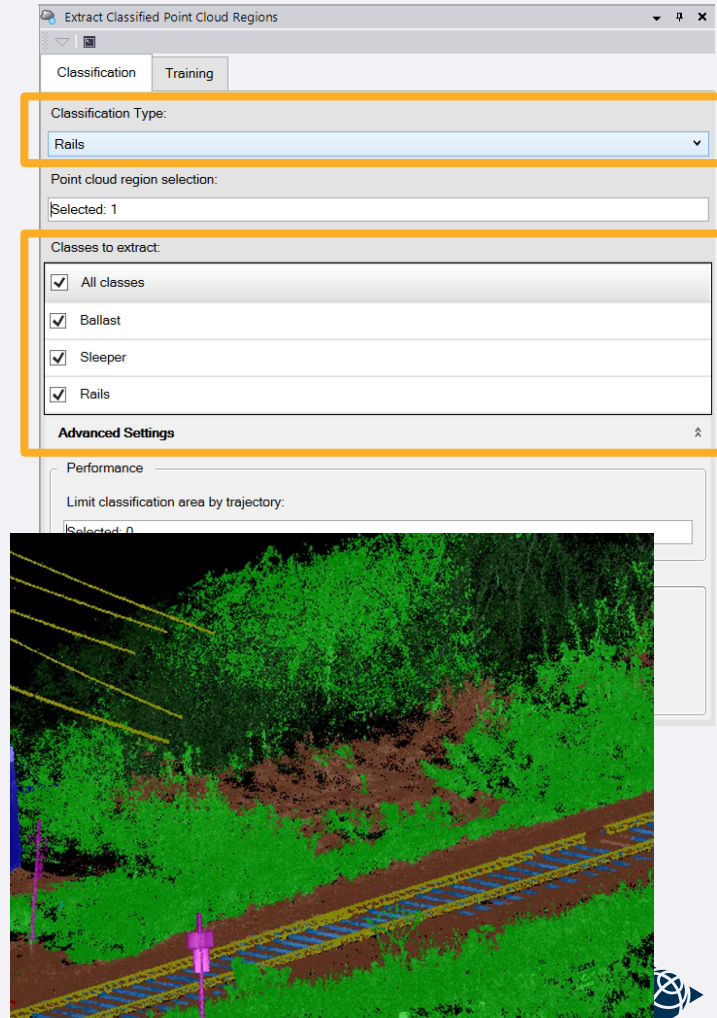 Extract Classified Point Cloud Regions
Classification Training
Classification Type:
Rails
Point cloud region selection:
Selected: 1
Classes to extract:
All classes
Ballast
Sleeper
Rails
Advanced Settings
Performance
Limit classification area by trajectory:
Selected: 0